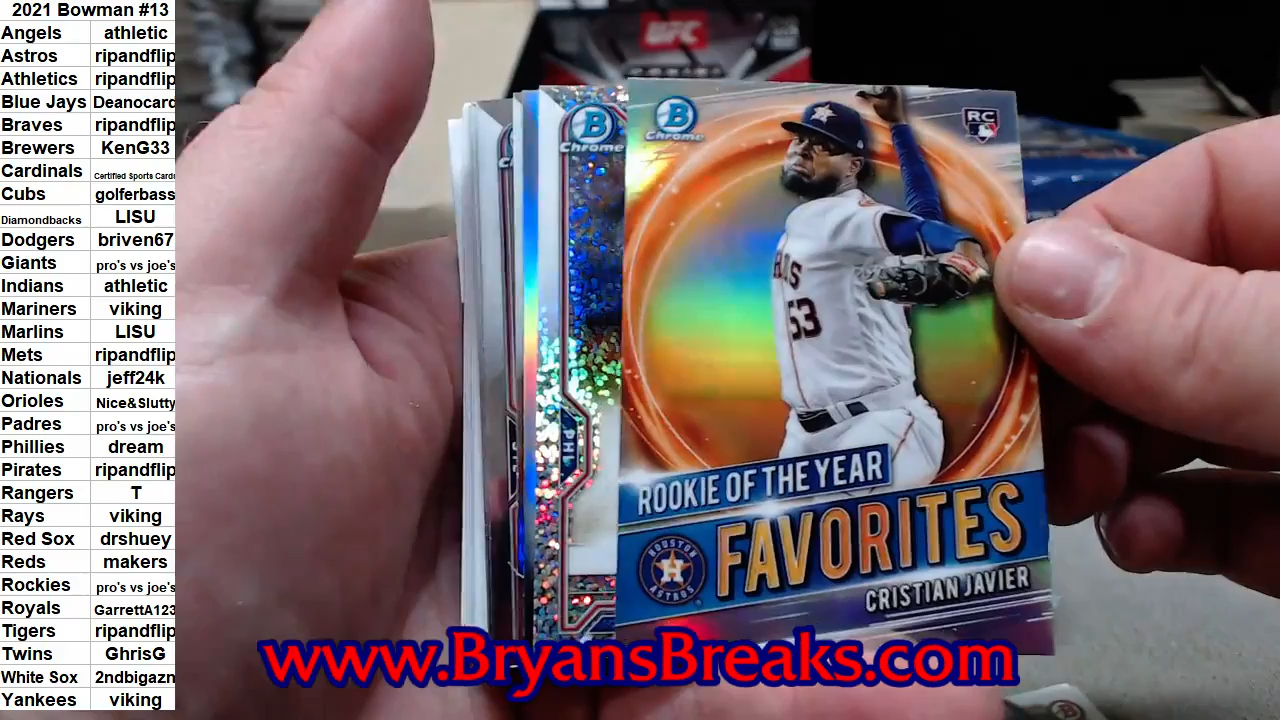 2021 Bowman #13
Angels athletic
Astros ripandflip
Athletics ripandflip
Blue Jays Deanocard
Braves ripandflip
Brewers KenG33
Cardinals Certified Sports Cards
Cubs golferbass
Diamondbacks LISU
Dodgers briven67
Giants pro's vs joe's
Indians athletic
Mariners viking
Marlins LISU
Mets ripandflip
Nationals jeff24k
Orioles Nice&Slutty
Padres pro's vs joe's
Phillies dream
Pirates ripandflip
Rangers T
Rays viking
Red Sox drshuey
Reds makers
Rockies pro's vs joe's
Royals GarrettA123
Tigers ripandflip
Twins GhrisG
White Sox 2ndbigazn
Yankees viking
UFC
B Chrome
B Chrome
RC
53
PHI
ROOKIE OF THE YEAR
FAVORITES
HOUSTON ASTROS
CRISTIAN JAVIER
www.BryansBreaks.com